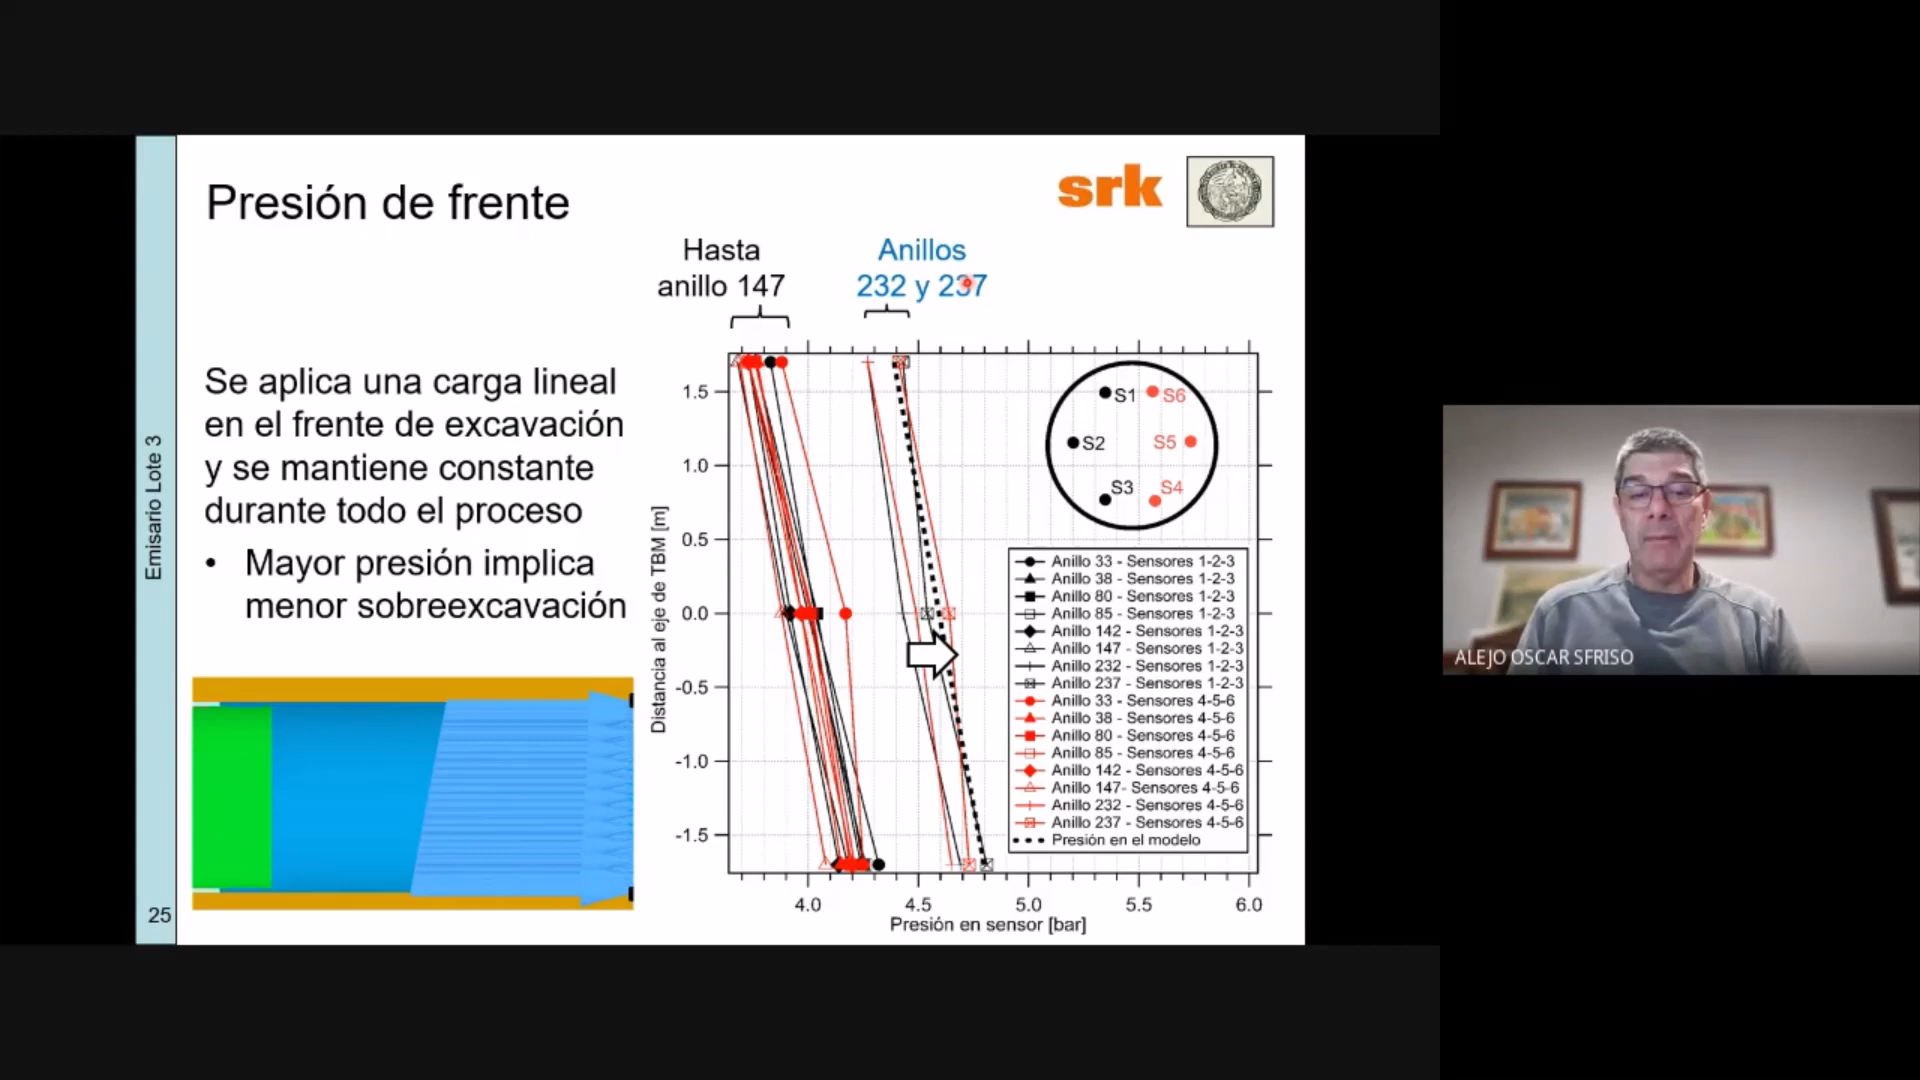 Presión de frente
srk
Hasta
anillo 147
Anillos
232 y 237
Se aplica una carga lineal
en el frente de excavación
y se mantiene constante
durante todo el proceso
• Mayor presión implica
menor sobreexcavación
Emisario Lote 3
25
Distancia al eje de TBM [m]
1.5
1.0
0.5
0.0
-0.5
-1.0
-1.5
S1
S6
S2
S5
S3
S4
Anillo 33 - Sensores 1-2-3
Anillo 38 - Sensores 1-2-3
Anillo 80 - Sensores 1-2-3
Anillo 85 - Sensores 1-2-3
Anillo 142 - Sensores 1-2-3
Anillo 147 - Sensores 1-2-3
Anillo 232 - Sensores 1-2-3
Anillo 237 - Sensores 1-2-3
Anillo 33 - Sensores 4-5-6
Anillo 38 - Sensores 4-5-6
Anillo 80 - Sensores 4-5-6
Anillo 85 - Sensores 4-5-6
Anillo 142 - Sensores 4-5-6
Anillo 147- Sensores 4-5-6
Anillo 232 - Sensores 4-5-6
Anillo 237 - Sensores 4-5-6
Presión en el modelo
4.0
4.5
5.0
5.5
6.0
Presión en sensor [bar]
ALEJO OSCAR SFRISO